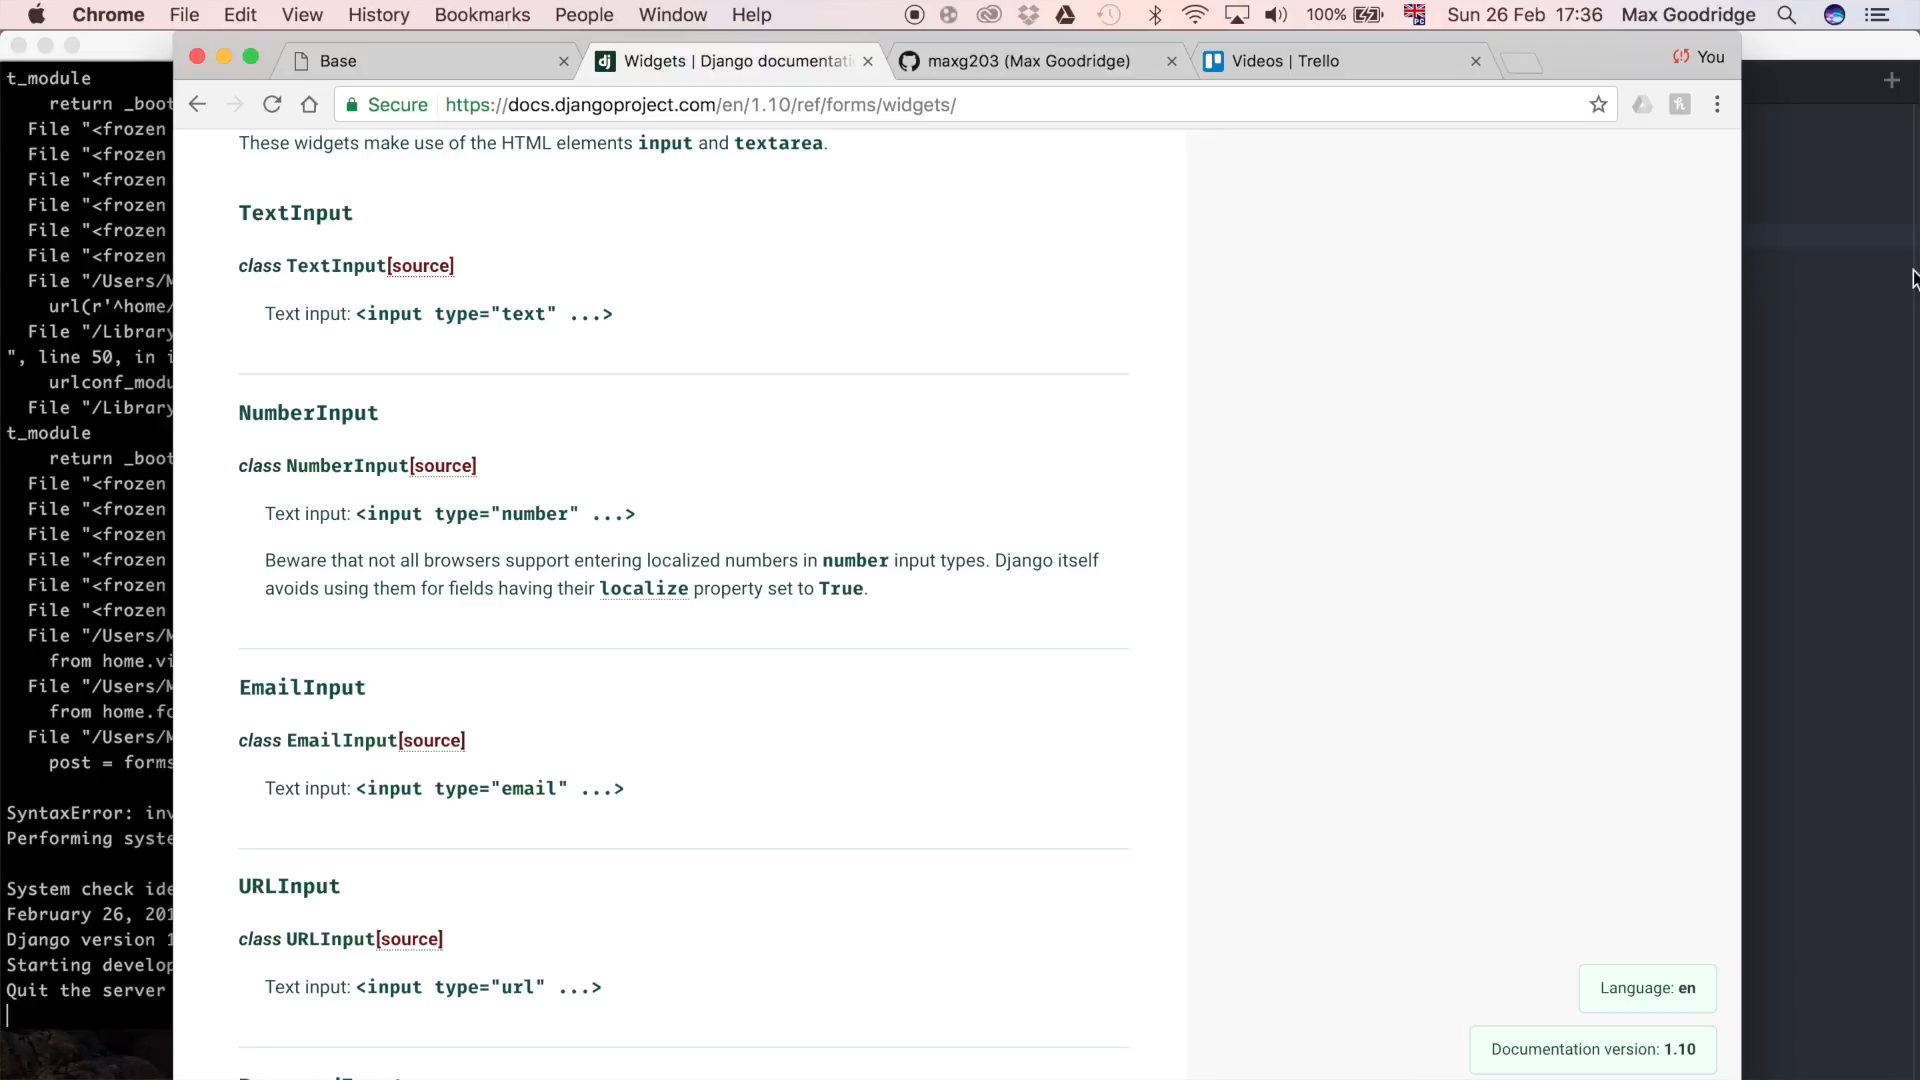 Chrome File Edit View History Bookmarks People Window Help 100% Sun 26 Feb 17:36 Max Goodridge
Base
Widgets | Django documentati
maxg203 (Max Goodridge)
Videos | Trello
You
Secure https://docs.djangoproject.com/en/1.10/ref/forms/widgets/
t_module
return _boot
File "<frozen
File "<frozen
File "<frozen
File "<frozen
File "<frozen
File "<frozen
File "/Users/M
url(r'^home/
File "/Library
", line 50, in i
urlconf_modu
File "/Library
t_module
return _boot
File "<frozen
File "<frozen
File "<frozen
File "<frozen
File "<frozen
File "<frozen
File "/Users/M
from home.vi
File "/Users/M
from home.fo
File "/Users/M
post = forms
SyntaxError: inv
Performing syste
System check ide
February 26, 201
Django version 1
Starting develop
Quit the server
These widgets make use of the HTML elements input and textarea.
TextInput
class TextInput[source]
Text input: <input type="text" ...>
NumberInput
class NumberInput[source]
Text input: <input type="number" ...>
Beware that not all browsers support entering localized numbers in number input types. Django itself
avoids using them for fields having their localize property set to True.
EmailInput
class EmailInput[source]
Text input: <input type="email" ...>
URLInput
class URLInput[source]
Text input: <input type="url" ...>
Language: en
Documentation version: 1.10